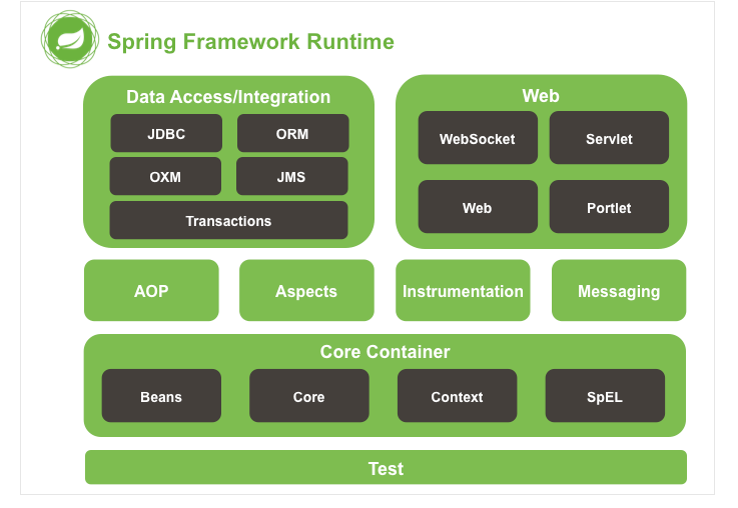 Spring Framework Runtime
Data Access/Integration
JDBC
ORM
OXM
JMS
Transactions
Web
WebSocket
Servlet
Web
Portlet
AOP
Aspects
Instrumentation
Messaging
Core Container
Beans
Core
Context
SpEL
Test